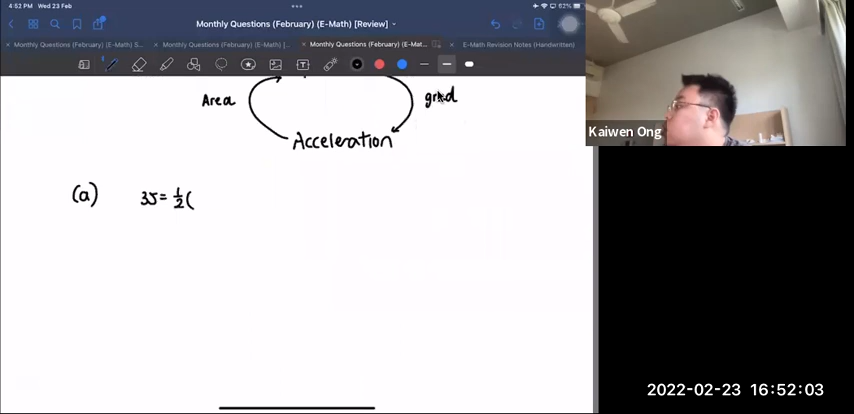 4:52 PM Wed 23 Feb
62%
Monthly Questions (February) (E-Math) [Review]
Monthly Questions (February) (E-Math) S...
Monthly Questions (February) (E-Math) [...
Monthly Questions (February) (E-Mat...
E-Math Revision Notes (Handwritten)
Area
grad
Acceleration
(a) 35 = 1/2 (
Kaiwen Ong
2022-02-23 16:52:03